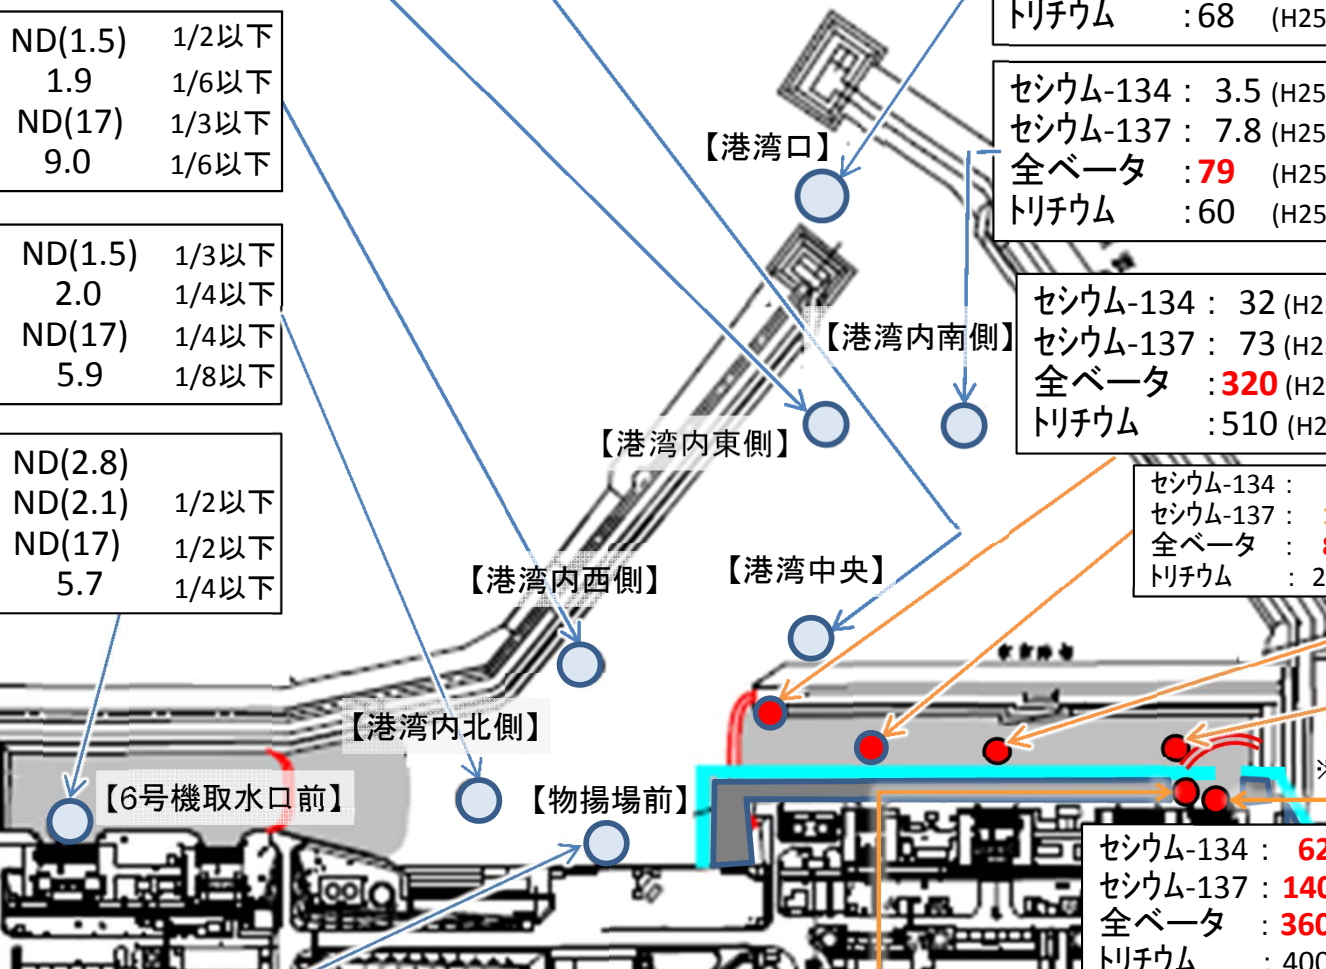 ND(1.5) 1/2以下
1.9 1/6以下
ND(17) 1/3以下
9.0 1/6以下
ND(1.5) 1/3以下
2.0 1/4以下
ND(17) 1/4以下
5.9 1/8以下
ND(2.8)
ND(2.1) 1/2以下
ND(17) 1/2以下
5.7 1/4以下
トリチウム :68 (H25
セシウム-134 : 3.5 (H25
セシウム-137 : 7.8 (H25
全ベータ :79 (H25
トリチウム :60 (H25
【港湾口】
【港湾内南側】
セシウム-134 : 32 (H2
セシウム-137 : 73 (H2
全ベータ :320 (H2
トリチウム :510 (H2
【港湾内東側】
セシウム-134 :
セシウム-137 :
全ベータ : 8
トリチウム : 2
【港湾内西側】
【港湾中央】
【港湾内北側】
【6号機取水口前】
【物揚場前】
※
セシウム-134 : 62
セシウム-137 : 140
全ベータ : 360
トリチウム : 400